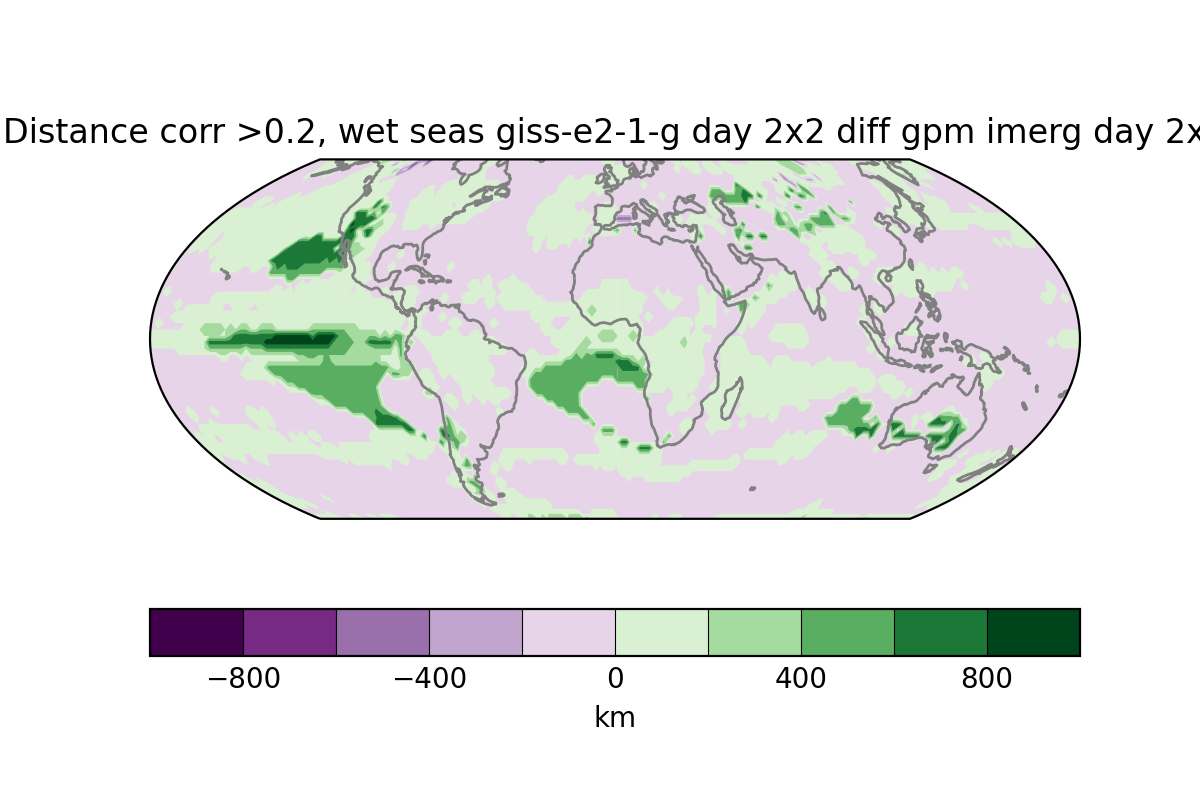 Distance corr >0.2, wet seas giss-e2-1-g day 2x2 diff gpm imerg day 2x
−800 −400 0 400 800
km